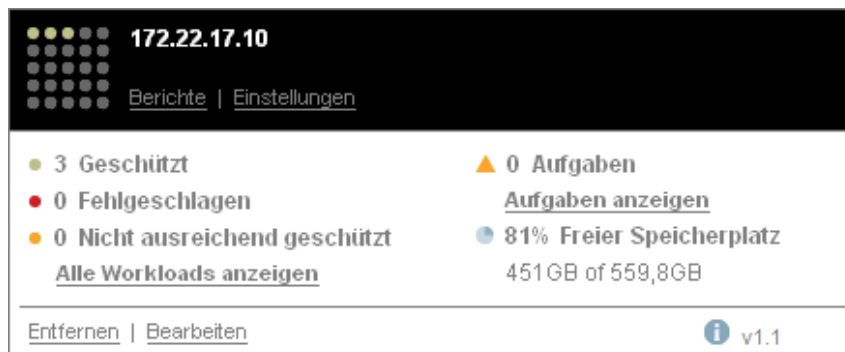 172.22.17.10
Berichte | Einstellungen
3 Geschützt
0 Fehlgeschlagen
0 Nicht ausreichend geschützt
Alle Workloads anzeigen
0 Aufgaben
Aufgaben anzeigen
81% Freier Speicherplatz
451GB of 559,8GB
Entfernen | Bearbeiten
v1.1